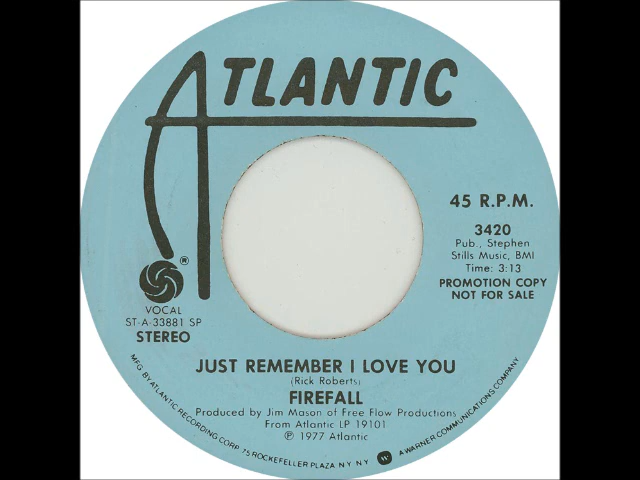 ATLANTIC
®
45 R.P.M.
3420
Pub., Stephen
Stills Music, BMI
Time: 3:13
PROMOTION COPY
NOT FOR SALE
VOCAL
ST-A-33881 SP
STEREO
JUST REMEMBER I LOVE YOU
(Rick Roberts)
FIREFALL
Produced by Jim Mason of Free Flow Productions
From Atlantic LP 19101
℗ 1977 Atlantic
MFG. BY ATLANTIC RECORDING CORP. 75 ROCKEFELLER PLAZA N.Y. N.Y. W A WARNER COMMUNICATIONS COMPANY